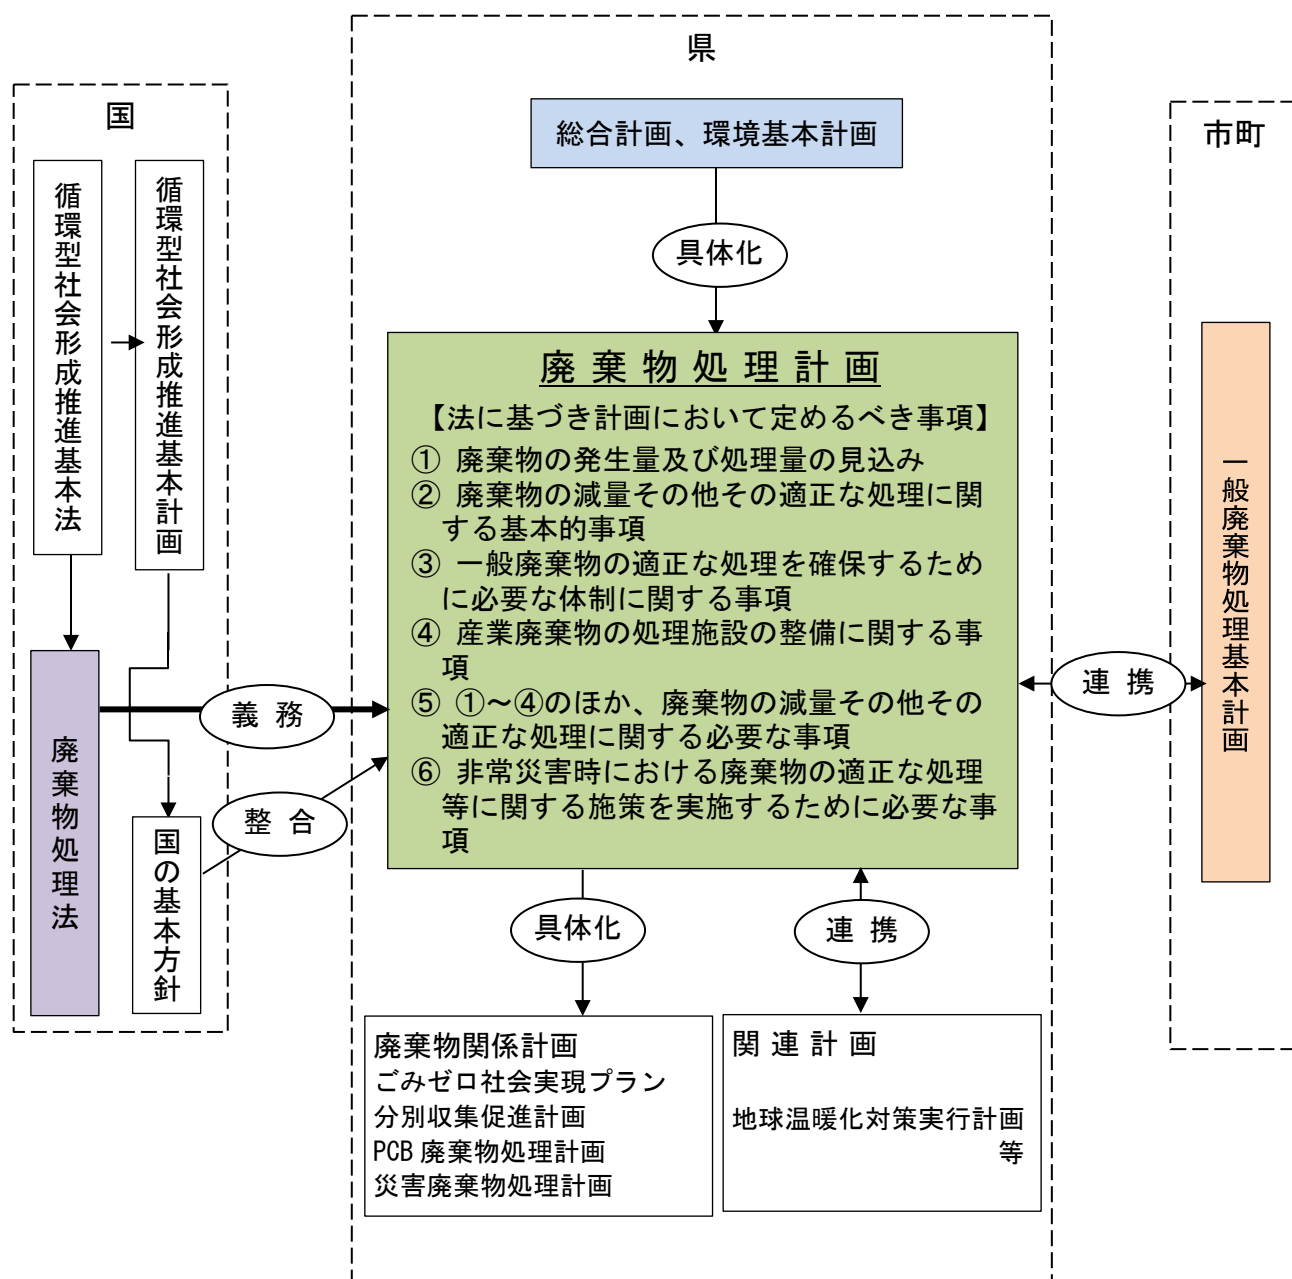 県
国
市町
総合計画、環境基本計画
具体化
循環型社会形成推進基本法
循環型社会形成推進基本計画
廃棄物処理法
国の基本方針
義 務
整 合
廃 棄 物 処 理 計 画
【法に基づき計画において定めるべき事項】
① 廃棄物の発生量及び処理量の見込み
② 廃棄物の減量その他その適正な処理に関
する基本的事項
③ 一般廃棄物の適正な処理を確保するため
に必要な体制に関する事項
④ 産業廃棄物の処理施設の整備に関する事
項
⑤ ①～④のほか、廃棄物の減量その他その
適正な処理に関する必要な事項
⑥ 非常災害時における廃棄物の適正な処理
等に関する施策を実施するために必要な事
項
連 携
一般廃棄物処理基本計画
具体化
連 携
廃棄物関係計画
ごみゼロ社会実現プラン
分別収集促進計画
PCB 廃棄物処理計画
災害廃棄物処理計画
関 連 計 画
地球温暖化対策実行計画
等